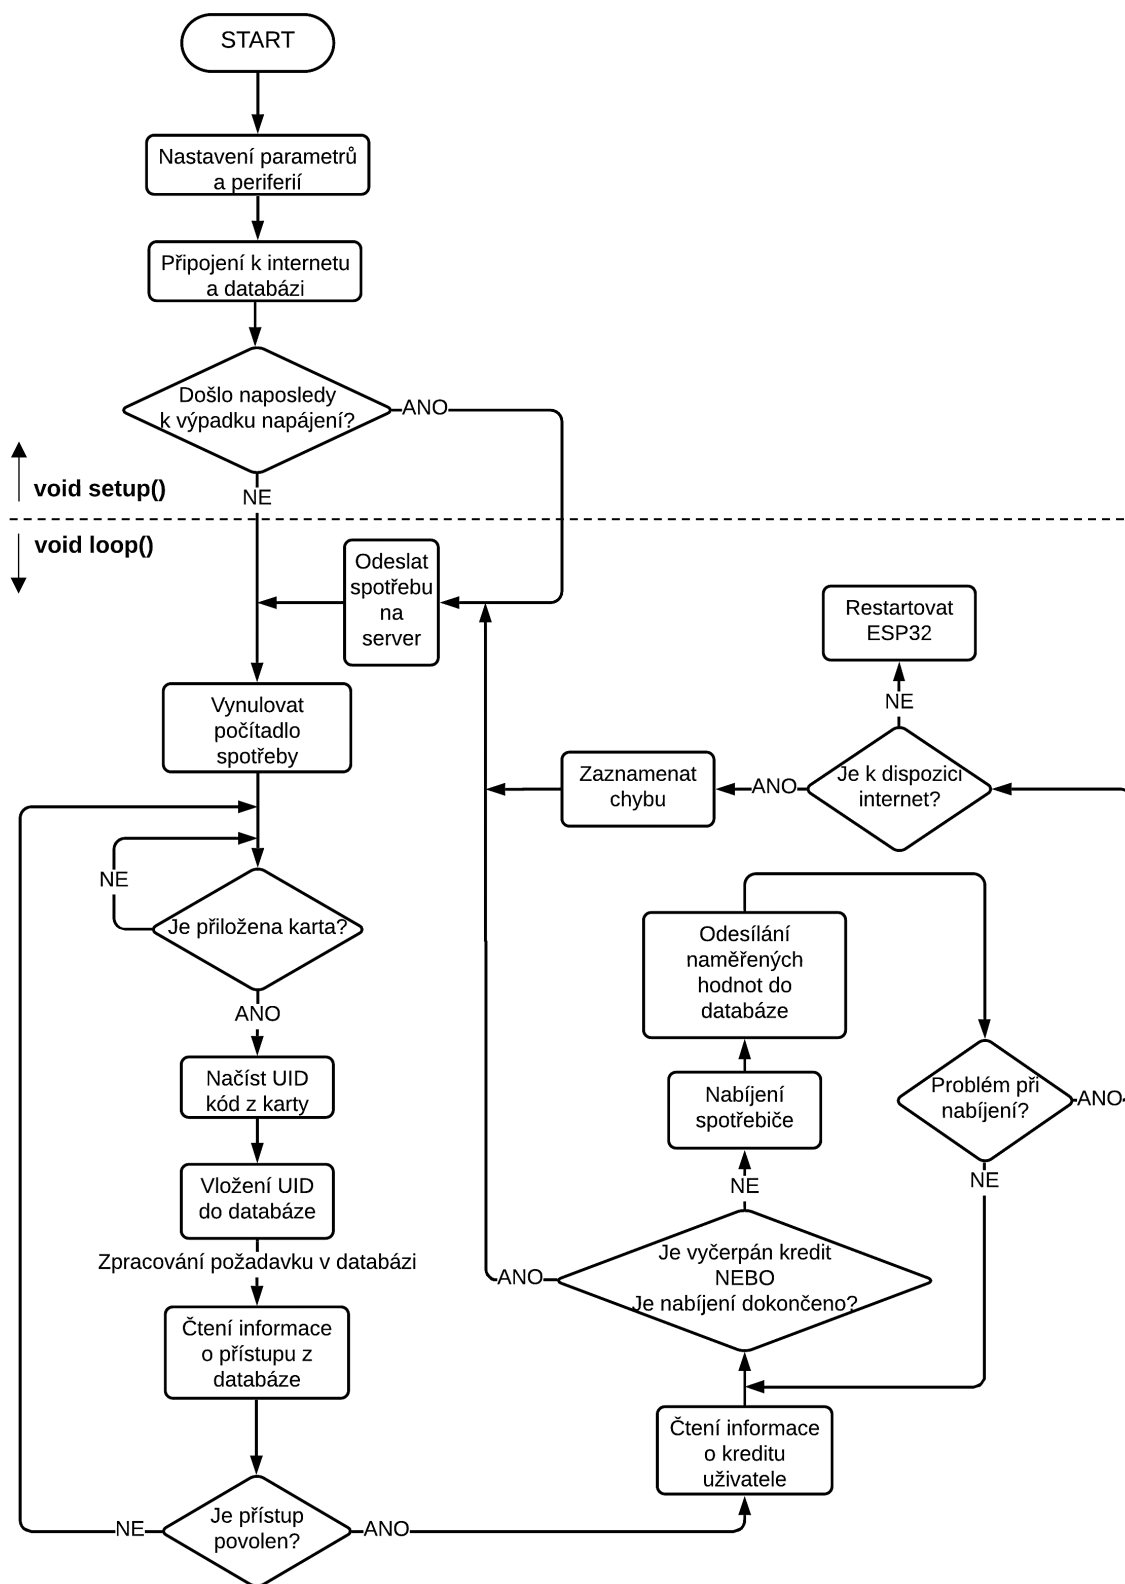 START
Nastavení parametrů
a periferií
Připojení k internetu
a databázi
Došlo naposledy
k výpadku napájení?
ANO
NE
void setup()
void loop()
Odeslat
spotřebu
na
server
Vynulovat
počítadlo
spotřeby
NE
Je přiložena karta?
ANO
Načíst UID
kód z karty
Vložení UID
do databáze
Zpracování požadavku v databázi
Čtení informace
o přístupu z
databáze
Je přístup
povolen?
NE
ANO
Čtení informace
o kreditu
uživatele
Je vyčerpán kredit
NEBO
Je nabíjení dokončeno?
ANO
NE
Nabíjení
spotřebiče
Odesílání
naměřených
hodnot do
databáze
Problém při
nabíjení?
ANO
NE
Je k dispozici
internet?
ANO
NE
Zaznamenat
chybu
Restartovat
ESP32